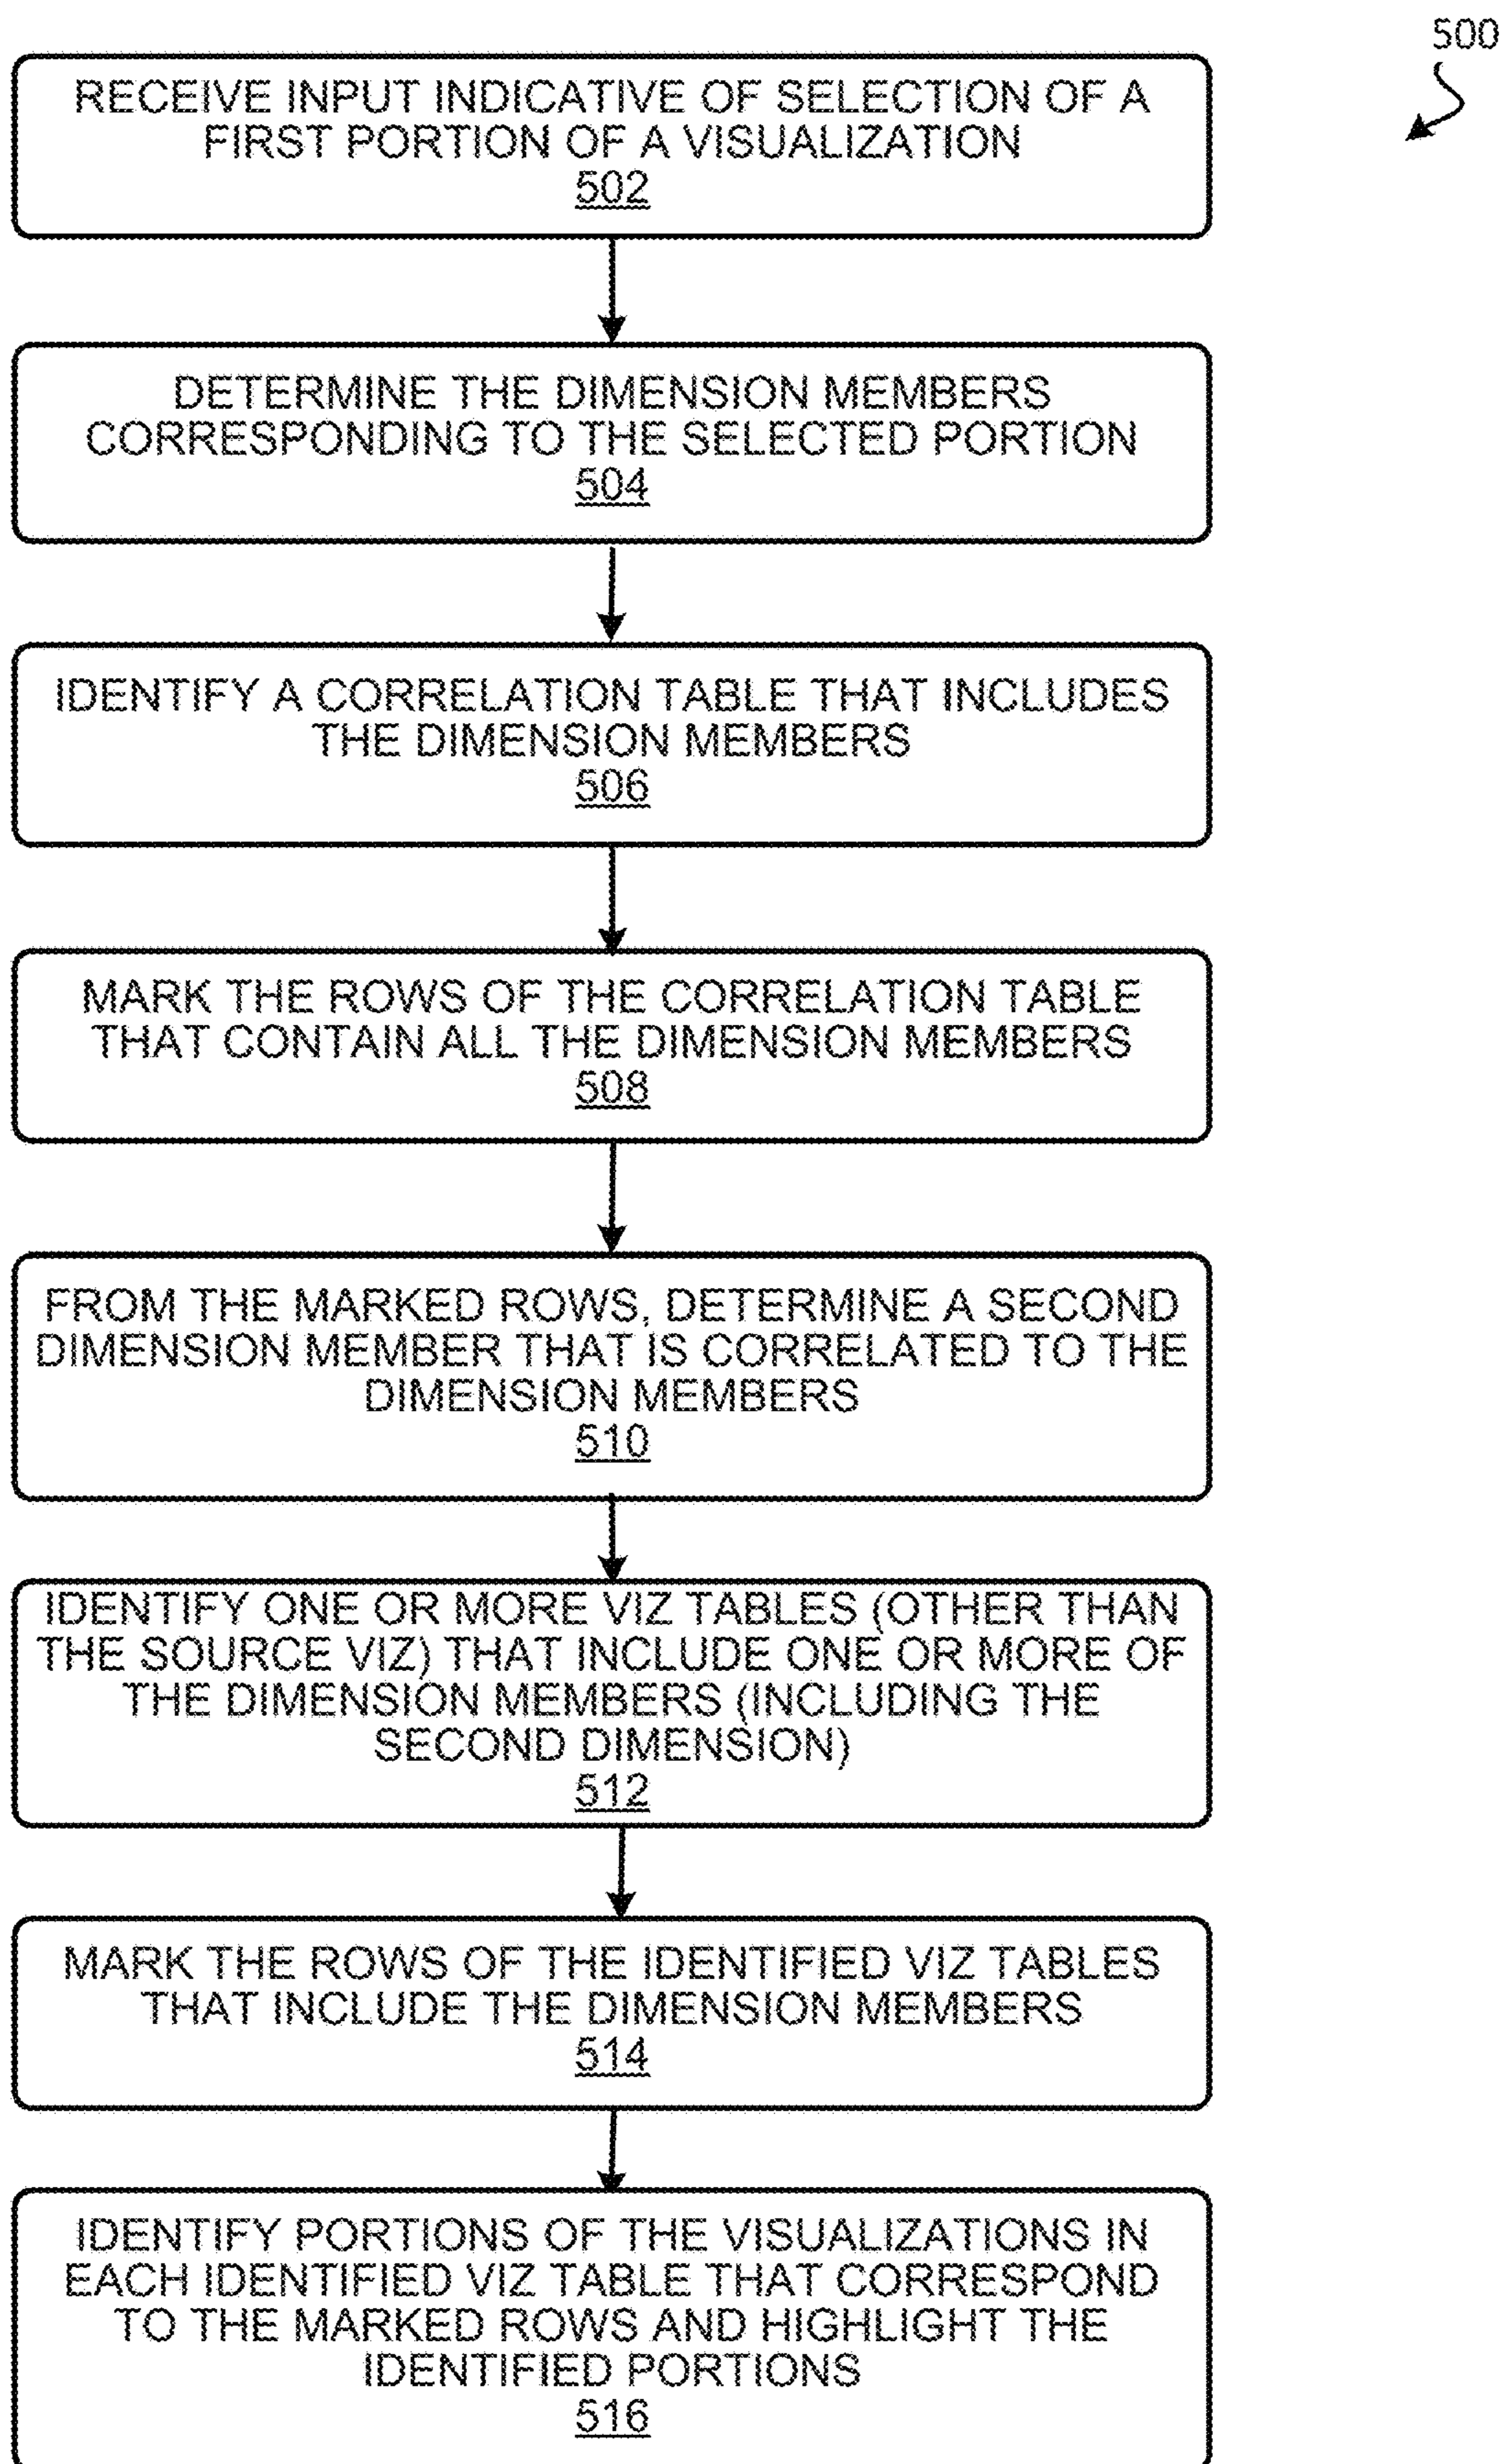 500
RECEIVE INPUT INDICATIVE OF SELECTION OF A
FIRST PORTION OF A VISUALIZATION
502
DETERMINE THE DIMENSION MEMBERS
CORRESPONDING TO THE SELECTED PORTION
504
IDENTIFY A CORRELATION TABLE THAT INCLUDES
THE DIMENSION MEMBERS
506
MARK THE ROWS OF THE CORRELATION TABLE
THAT CONTAIN ALL THE DIMENSION MEMBERS
508
FROM THE MARKED ROWS, DETERMINE A SECOND
DIMENSION MEMBER THAT IS CORRELATED TO THE
DIMENSION MEMBERS
510
IDENTIFY ONE OR MORE VIZ TABLES (OTHER THAN
THE SOURCE VIZ) THAT INCLUDE ONE OR MORE OF
THE DIMENSION MEMBERS (INCLUDING THE
SECOND DIMENSION)
512
MARK THE ROWS OF THE IDENTIFIED VIZ TABLES
THAT INCLUDE THE DIMENSION MEMBERS
514
IDENTIFY PORTIONS OF THE VISUALIZATIONS IN
EACH IDENTIFIED VIZ TABLE THAT CORRESPOND
TO THE MARKED ROWS AND HIGHLIGHT THE
IDENTIFIED PORTIONS
516